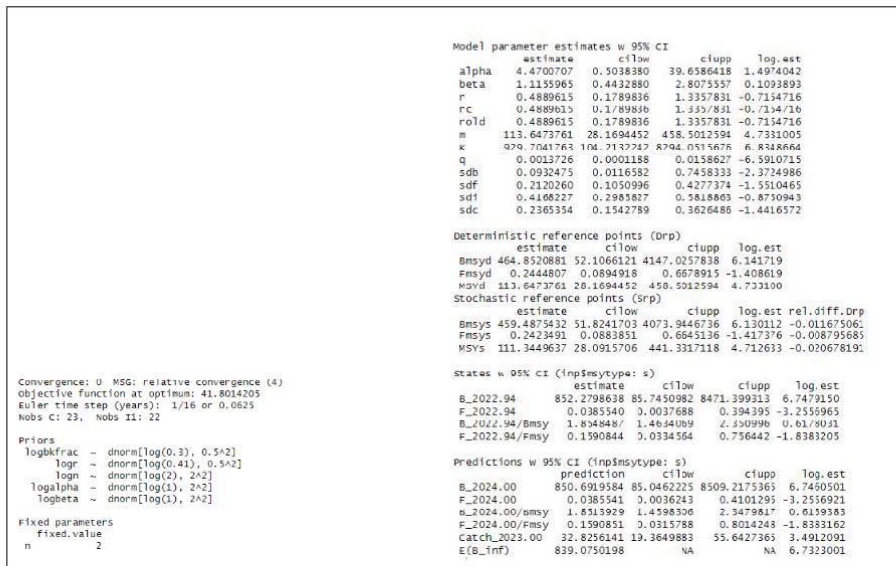 Convergence: 0 MSG: relative convergence (4)
Objective function at optimum: 41.8014205
Euler time step (years): 1/16 or 0.0625
Nobs C: 23, Nobs I1: 22
Priors
logbkfrac ~ dnorm[log(0.3), 0.5^2]
logr ~ dnorm[log(0.41), 0.5^2]
logn ~ dnorm[log(2), 2^2]
logalpha ~ dnorm[log(1), 2^2]
logbeta ~ dnorm[log(1), 2^2]
Fixed parameters
fixed.value
n 2
Model parameter estimates w 95% CI
estimate cilow ciupp log.est
alpha 4.4700707 0.5038380 39.6586418 1.4974042
beta 1.1155965 0.4432880 2.8075557 0.1093893
r 0.4889615 0.1789836 1.3357831 -0.7154716
rc 0.4889615 0.1789836 1.3357831 -0.7154716
rold 0.4889615 0.1789836 1.3357831 -0.7154716
m 113.6473761 28.1694452 458.5012594 4.7331005
K 929.7041763 104.2132242 8294.0515676 6.8348664
q 0.0013726 0.0001188 0.0158627 -6.5910715
sdb 0.0932475 0.0116582 0.7458333 -2.3724986
sdf 0.2120260 0.1050996 0.4277374 -1.5510465
sdi 0.4168227 0.2985827 0.5818863 -0.8750943
sdc 0.2365354 0.1542789 0.3626486 -1.4416572
Deterministic reference points (Drp)
estimate cilow ciupp log.est
Bmsyd 464.8520881 52.1066121 4147.0257838 6.141719
Fmsyd 0.2444807 0.0894918 0.6678915 -1.408619
MSYd 113.6473761 28.1694452 458.5012594 4.733100
Stochastic reference points (Srp)
estimate cilow ciupp log.est rel.diff.Drp
Bmsys 459.4875432 51.8241703 4073.9446736 6.130112 -0.011675061
Fmsys 0.2423491 0.0883851 0.6645136 -1.417376 -0.008795685
MSYs 111.3449637 28.0915706 441.3317118 4.712633 -0.020678191
States w 95% CI (inp$msytype: s)
estimate cilow ciupp log.est
B_2022.94 852.2798638 85.7450982 8471.399313 6.7479150
F_2022.94 0.0385540 0.0037688 0.394395 -3.2556965
B_2022.94/Bmsy 1.8548487 1.4634069 2.350996 0.6178031
F_2022.94/Fmsy 0.1590844 0.0334564 0.756442 -1.8383205
Predictions w 95% CI (inp$msytype: s)
prediction cilow ciupp log.est
B_2024.00 850.6919584 85.0462225 8509.2175365 6.7460501
F_2024.00 0.0385541 0.0036243 0.4101295 -3.2556921
B_2024.00/Bmsy 1.8513929 1.4598306 2.3479817 0.6159383
F_2024.00/Fmsy 0.1590851 0.0315788 0.8014248 -1.8383162
Catch_2023.00 32.8256141 19.3649883 55.6427365 3.4912091
E(B_inf) 839.0750198 NA NA 6.7323001